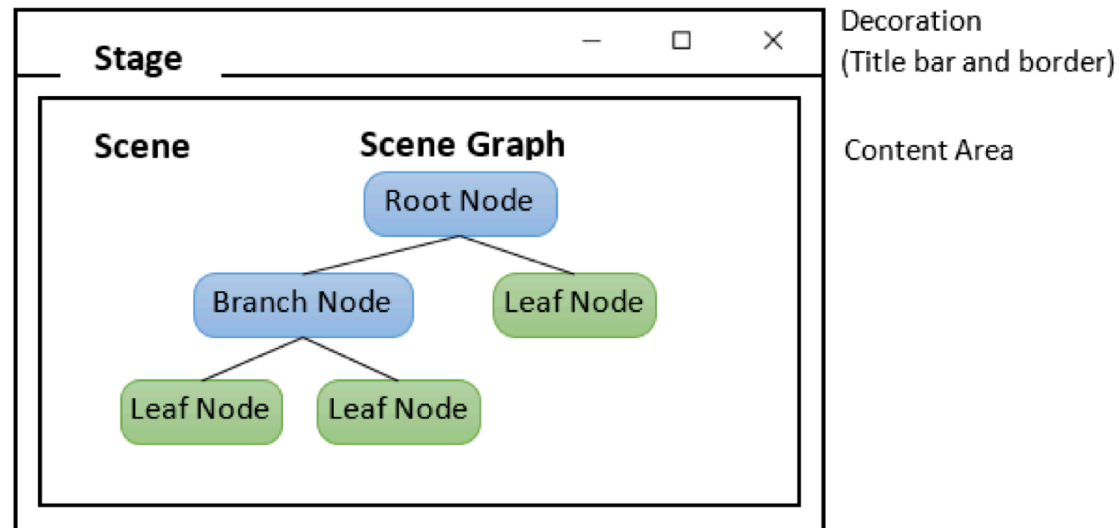 Decoration
(Title bar and border)
Stage
Scene
Scene Graph
Content Area
Root Node
Branch Node
Leaf Node
Leaf Node
Leaf Node